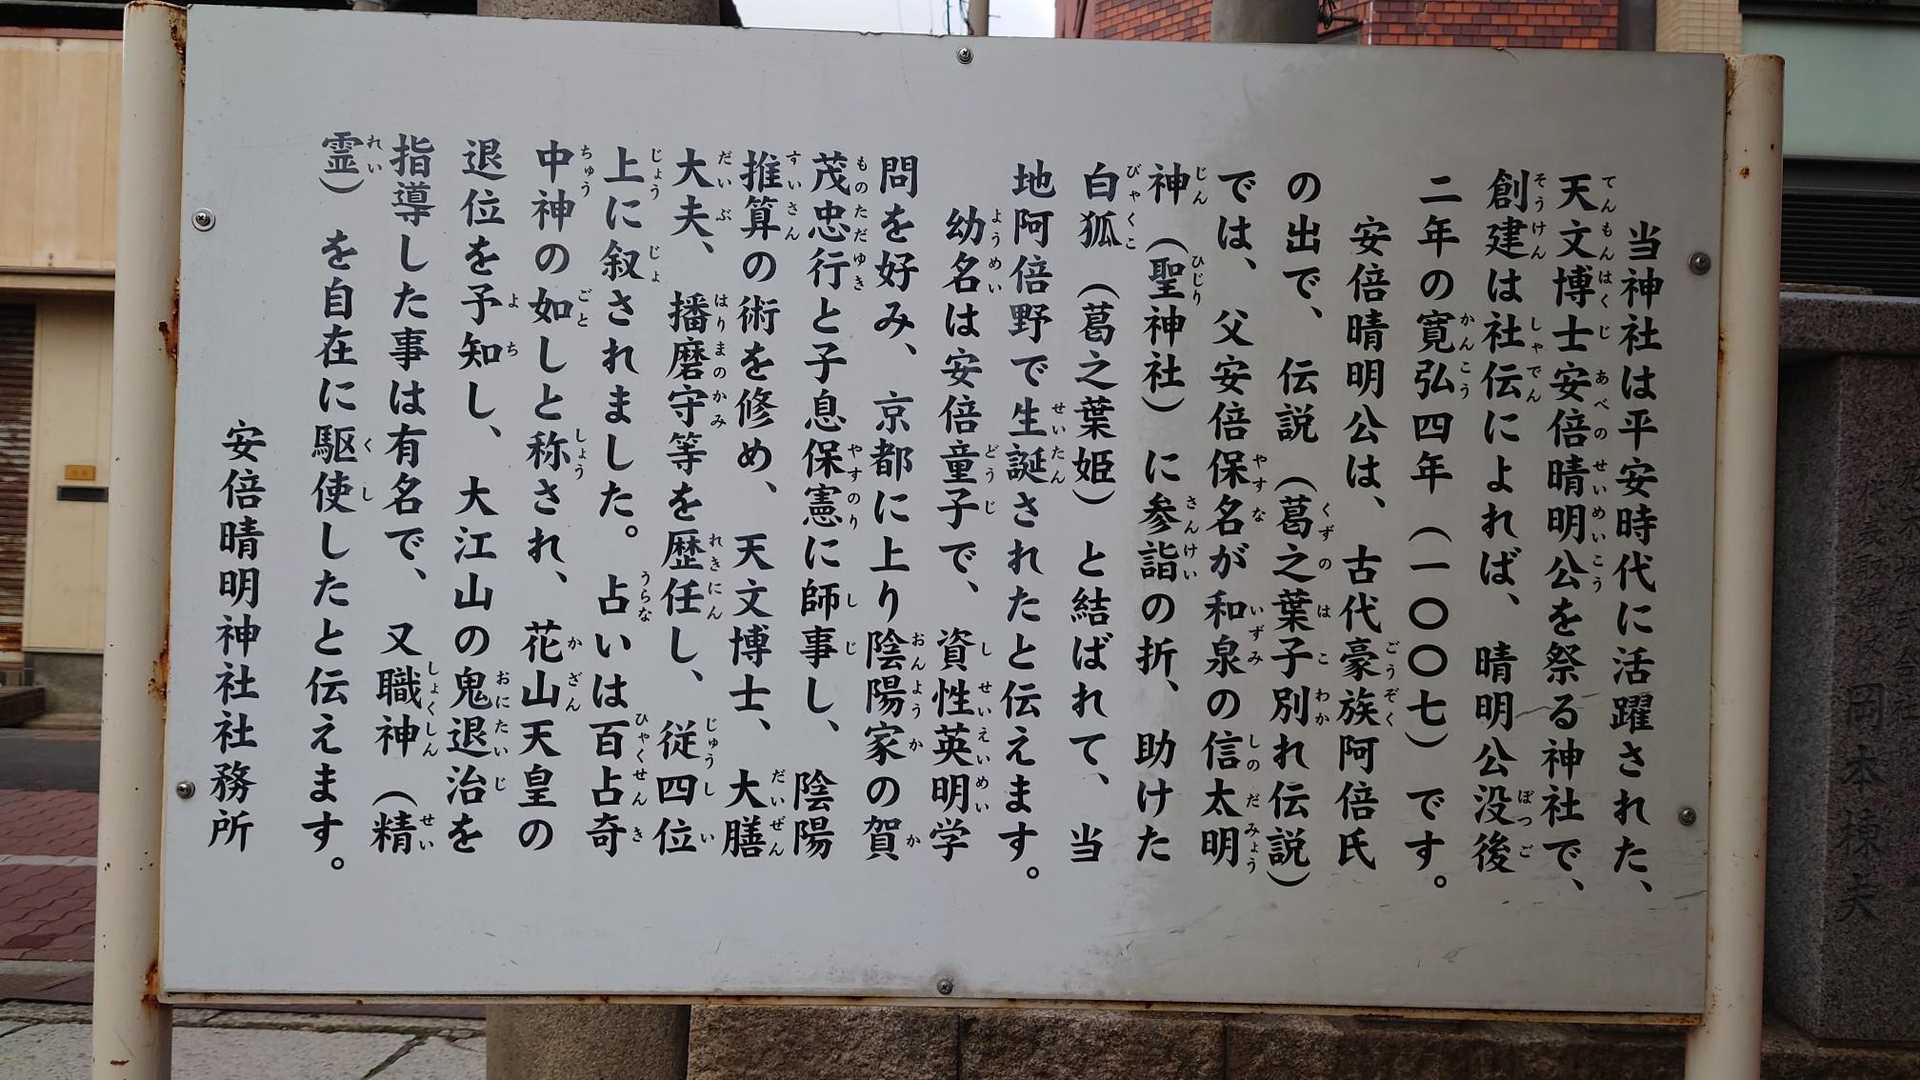 当神社は平安時代に活躍された、
天文博士安倍晴明公を祭る神社で、
創建は社伝によれば、晴明公没後
二年の寛弘四年（一〇〇七）です。
安倍晴明公は、古代豪族阿倍氏
の出で、伝説（葛之葉子別れ伝説）
では、父安倍保名が和泉の信太明
神（聖神社）に参詣の折、助けた
白狐（葛之葉姫）と結ばれて、当
地阿倍野で生誕されたと伝えます。
幼名は安倍童子で、資性英明学
問を好み、京都に上り陰陽家の賀
茂忠行と子息保憲に師事し、陰陽
推算の術を修め、天文博士、大膳
大夫、播磨守等を歴任し、従四位
上に叙されました。占いは百占奇
中神の如しと称され、花山天皇の
退位を予知し、大江山の鬼退治を
指導した事は有名で、又職神（精
霊）を自在に駆使したと伝えます。
安倍晴明神社社務所
岡本棟夫